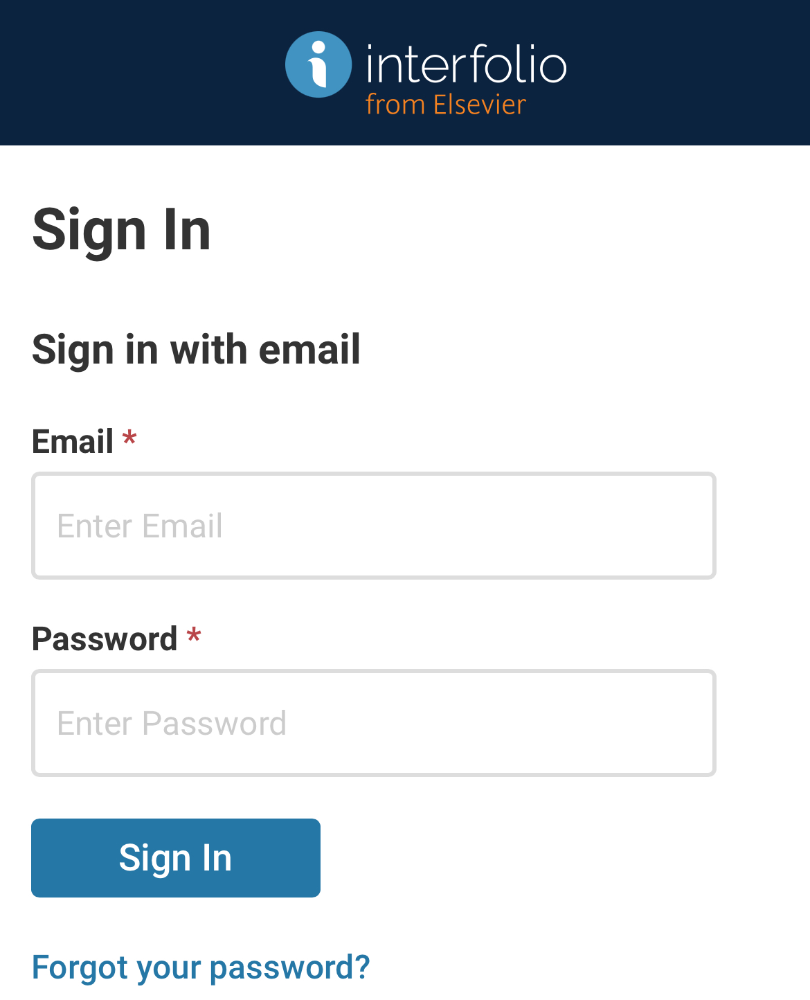 interfolio
from Elsevier
Sign In
Sign in with email
Email *
Enter Email
Password *
Enter Password
Sign In
Forgot your password?